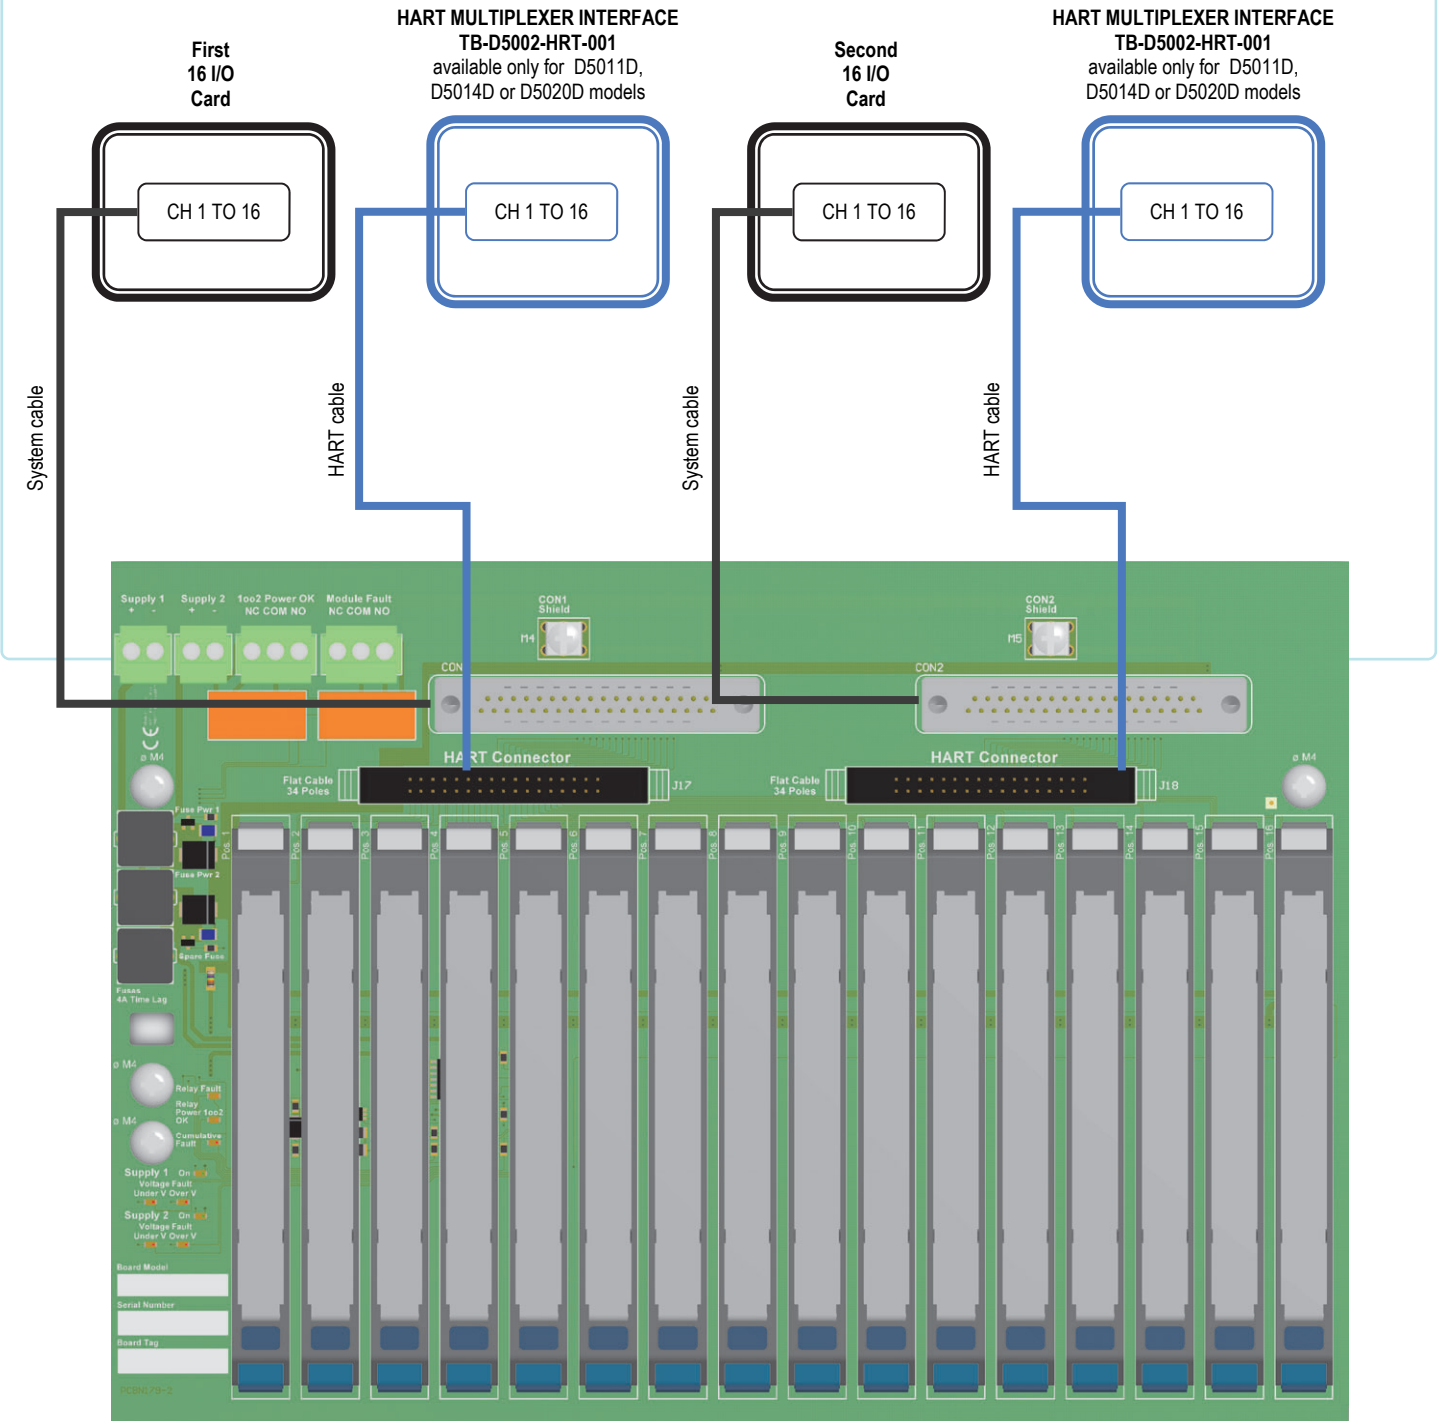 First
16 I/O
Card
HART MULTIPLEXER INTERFACE
TB-D5002-HRT-001
available only for D5011D,
D5014D or D5020D models
Second
16 I/O
Card
HART MULTIPLEXER INTERFACE
TB-D5002-HRT-001
available only for D5011D,
D5014D or D5020D models
CH 1 TO 16
CH 1 TO 16
CH 1 TO 16
CH 1 TO 16
System cable
HART cable
System cable
HART cable
Supply 1
+ -
Supply 2
+ -
1oo2 Power OK
NC COM NO
Module Fault
NC COM NO
CON1
Shield
M4
CON2
Shield
M5
CON
CON2
CE
ø M4
HART Connector
Flat Cable
34 Poles
J17
HART Connector
Flat Cable
34 Poles
J18
ø M4
Fuse Pwr 1
Fuse Pwr 2
Spare Fuse
Fuses
4A Time Lag
Pos. 1
Pos. 2
Pos. 3
Pos. 4
Pos. 5
Pos. 6
Pos. 7
Pos. 8
Pos. 9
Pos. 10
Pos. 11
Pos. 12
Pos. 13
Pos. 14
Pos. 15
Pos. 16
ø M4
Relay Fault
Relay
Power 1oo2
OK
ø M4
Cumulative
Fault
Supply 1 On
Voltage Fault
Under V Over V
Supply 2 On
Voltage Fault
Under V Over V
Board Model
Serial Number
Board Tag
PCBN179-2